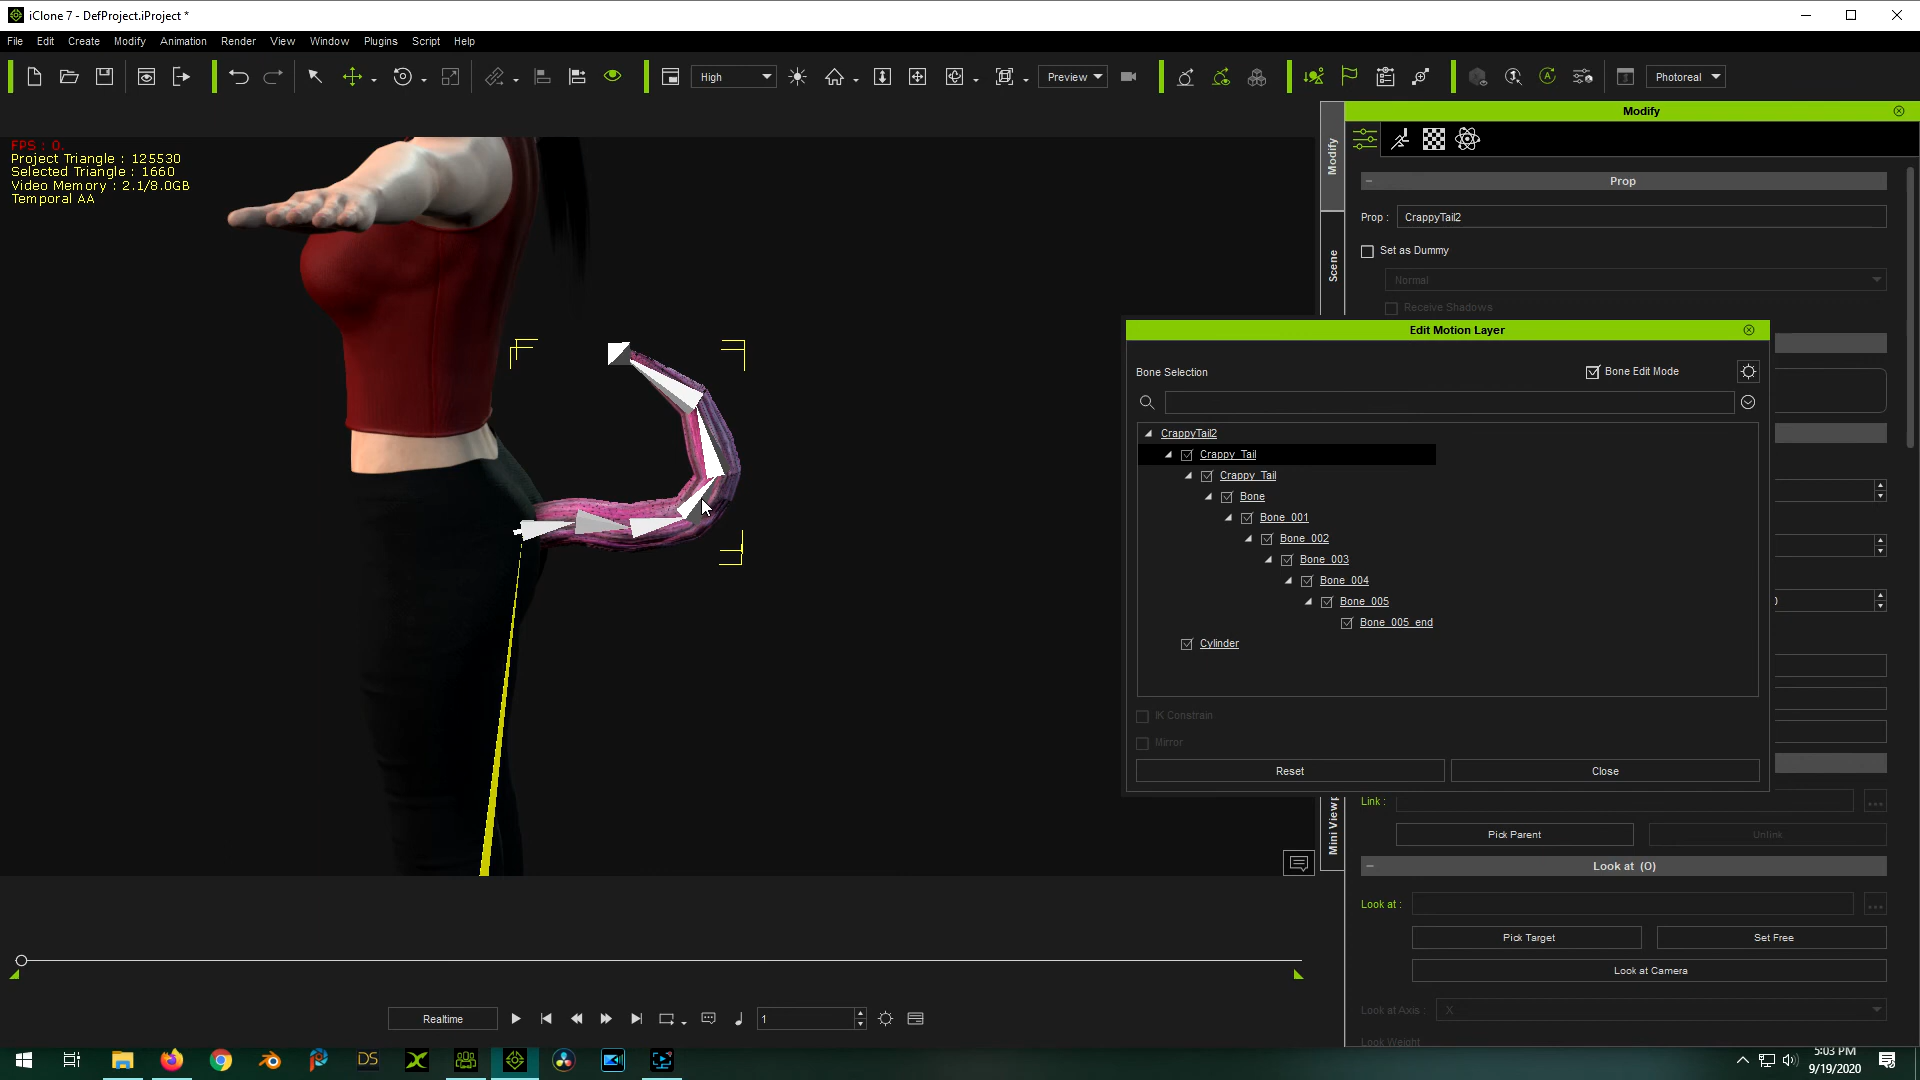 iClone 7 - DefProject.iProject *
File Edit Create Modify Animation Render View Window Plugins Script Help
High
Preview
Photoreal
FPS : 0.
Project Triangle : 125530
Selected Triangle : 1660
Video Memory : 2.1/8.0GB
Temporal AA
Modify
Modify
Scene
Mini Viewp
Prop
Prop : CrappyTail2
Set as Dummy
Normal
Receive Shadows
Edit Motion Layer
Bone Selection
Bone Edit Mode
CrappyTail2
Crappy_Tail
Crappy_Tail
Bone
Bone_001
Bone_002
Bone_003
Bone_004
Bone_005
Bone_005_end
Cylinder
IK Constrain
Mirror
Reset
Close
Link :
Pick Parent
Unlink
Look at (O)
Look at :
Pick Target
Set Free
Look at Camera
Look at Axis : X
Look Weight
Realtime
1
DS
5:03 PM
9/19/2020